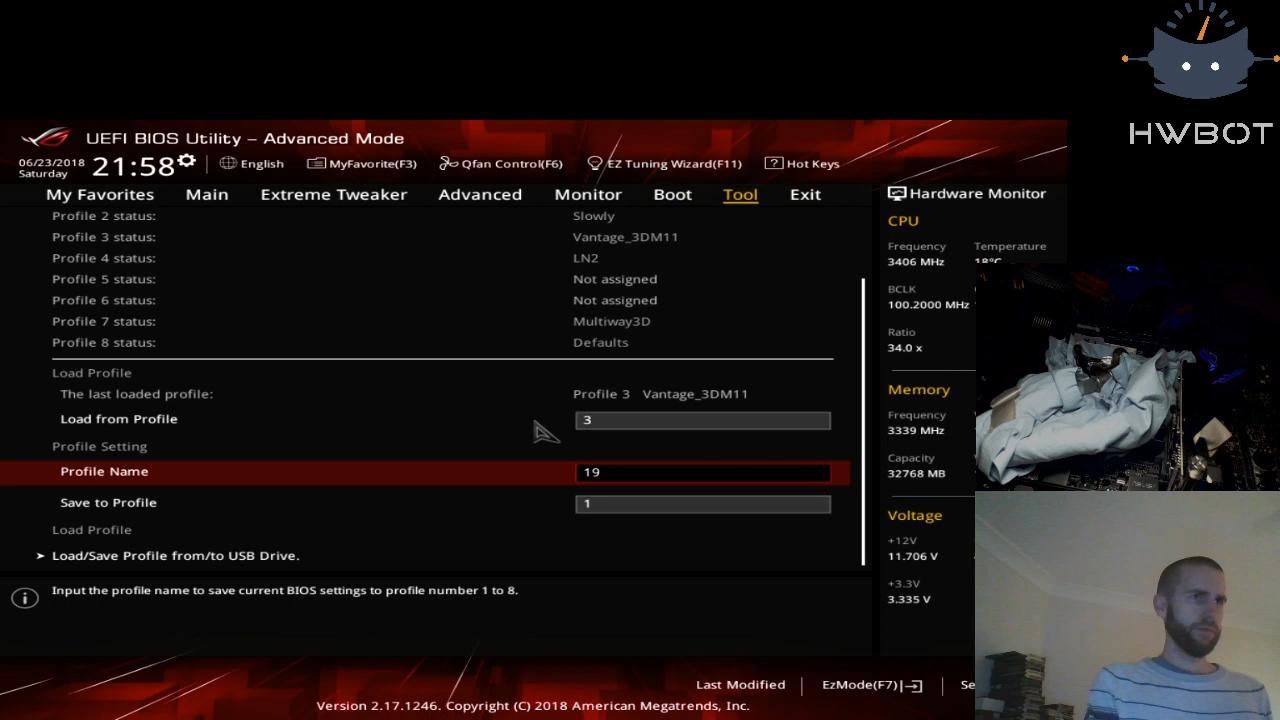 HWBOT
UEFI BIOS Utility – Advanced Mode
06/23/2018
Saturday
21:58
English
MyFavorite(F3)
Qfan Control(F6)
EZ Tuning Wizard(F11)
? Hot Keys
My Favorites Main Extreme Tweaker Advanced Monitor Boot Tool Exit
Profile 2 status: Slowly
Profile 3 status: Vantage_3DM11
Profile 4 status: LN2
Profile 5 status: Not assigned
Profile 6 status: Not assigned
Profile 7 status: Multiway3D
Profile 8 status: Defaults
Load Profile
The last loaded profile: Profile 3 Vantage_3DM11
Load from Profile 3
Profile Setting
Profile Name 19
Save to Profile 1
Load Profile
Load/Save Profile from/to USB Drive.
Input the profile name to save current BIOS settings to profile number 1 to 8.
Hardware Monitor
CPU
Frequency Temperature
3406 MHz 18°C
BCLK
100.2000 MHz
Ratio
34.0 x
Memory
Frequency
3339 MHz
Capacity
32768 MB
Voltage
+12V
11.706 V
+3.3V
3.335 V
Last Modified
EzMode(F7)
Version 2.17.1246. Copyright (C) 2018 American Megatrends, Inc.